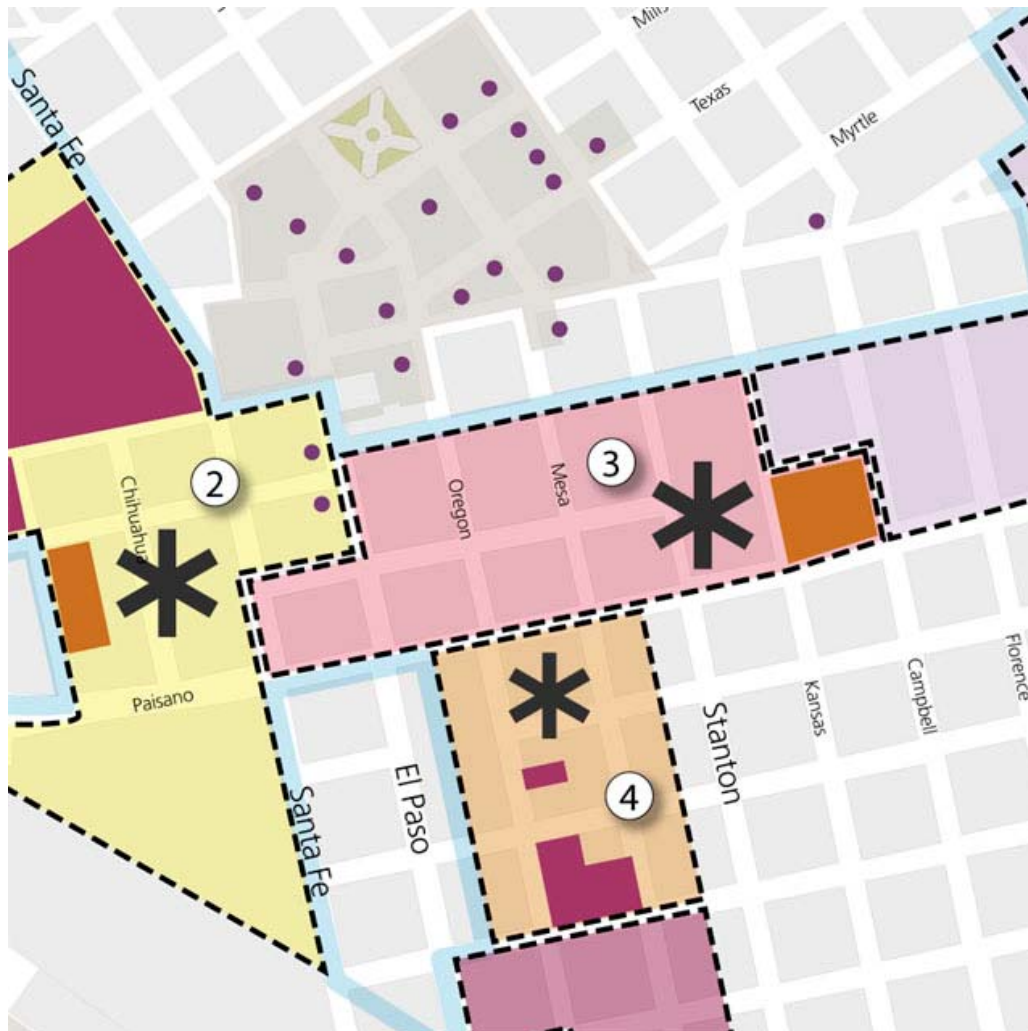 Santa Fe
Texas
Myrtle
Chihuahua
2
Oregon
Mesa
3
Paisano
Santa Fe
El Paso
4
Stanton
Kansas
Campbell
Florence